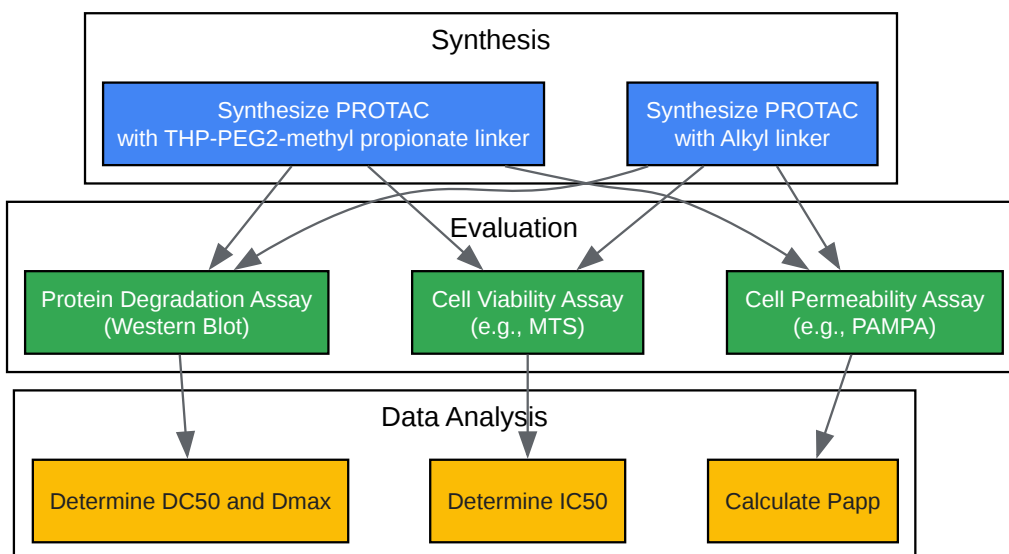 Synthesis
Synthesize PROTAC
with THP-PEG2-methyl propionate linker
Synthesize PROTAC
with Alkyl linker
Evaluation
Protein Degradation Assay
(Western Blot)
Cell Viability Assay
(e.g., MTS)
Cell Permeability Assay
(e.g., PAMPA)
Data Analysis
Determine DC50 and Dmax
Determine IC50
Calculate Papp